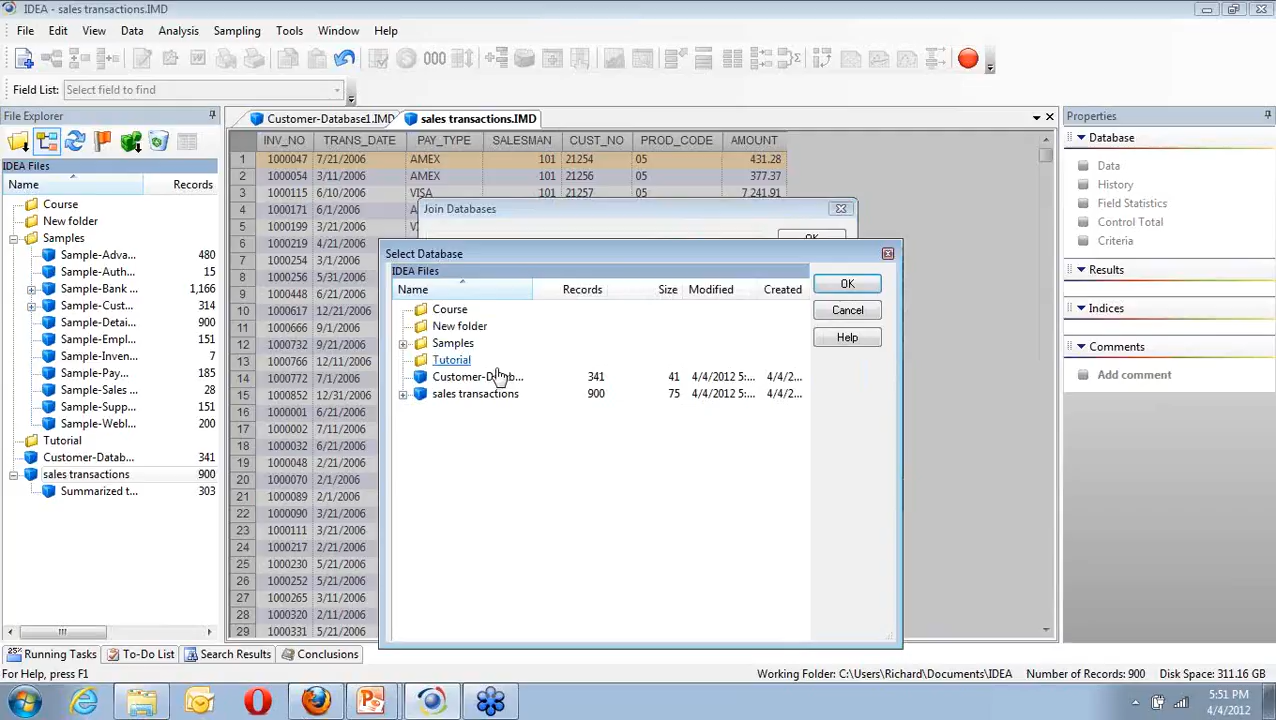 IDEA - sales transactions.IMD
File Edit View Data Analysis Sampling Tools Window Help
Field List: Select field to find
File Explorer
IDEA Files
Name Records
Course
New folder
Samples
Sample-Adva... 480
Sample-Auth... 15
Sample-Bank ... 1,166
Sample-Cust... 314
Sample-Detai... 900
Sample-Empl... 151
Sample-Inven... 7
Sample-Pay... 185
Sample-Sales ... 28
Sample-Supp... 151
Sample-Webl... 200
Tutorial
Customer-Datab... 341
sales transactions 900
Summarized t... 303
Customer-Database1.IMD sales transactions.IMD
INV_NO TRANS_DATE PAY_TYPE SALESMAN CUST_NO PROD_CODE AMOUNT
1 1000047 7/21/2006 AMEX 101 21254 05 431.28
2 1000054 3/11/2006 AMEX 101 21256 05 377.37
3 1000115 6/10/2006 VISA 101 21257 05 7 241.91
4 1000171 6/1/2006
5 1000199 3/21/2006
6 1000219 4/21/2006
7 1000254 3/1/2006
8 1000256 5/31/2006
9 1000448 6/21/2006
10 1000617 12/21/2006
11 1000666 9/1/2006
12 1000732 9/21/2006
13 1000766 12/11/2006
14 1000772 7/1/2006
15 1000852 12/31/2006
16 1000001 6/21/2006
17 1000002 7/11/2006
18 1000032 6/21/2006
19 1000048 2/21/2006
20 1000070 2/1/2006
21 1000089 2/1/2006
22 1000090 3/21/2006
23 1000111 3/21/2006
24 1000217 2/21/2006
25 1000230 5/21/2006
26 1000252 5/21/2006
27 1000265 3/11/2006
28 1000320 2/11/2006
29 1000331 5/21/2006
Join Databases
Select Database
IDEA Files
Name Records Size Modified Created
Course
New folder
Samples
Tutorial
Customer-D 341 41 4/4/2012 5:... 4/4/2...
sales transactions 900 75 4/4/2012 5:... 4/4/2...
OK
Cancel
Help
Properties
Database
Data
History
Field Statistics
Control Total
Criteria
Results
Indices
Comments
Add comment
Running Tasks To-Do List Search Results Conclusions
For Help, press F1
Working Folder: C:/Users\Richard\Documents\IDEA Number of Records: 900 Disk Space: 311.16 GB
5:51 PM
4/4/2012